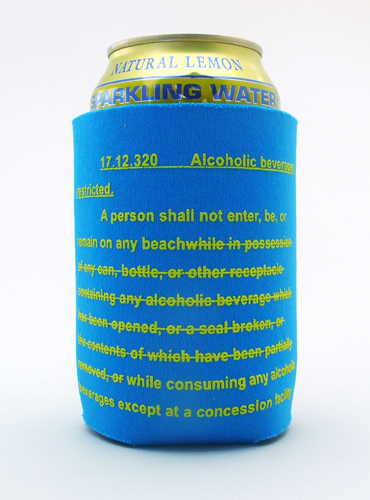 NATURAL LEMON
SPARKLING WATER
17.12.320 Alcoholic beverages
restricted.
A person shall not enter, be, or
remain on any beach while in possession
of any can, bottle, or other receptacle
containing any alcoholic beverage which
has been opened, or a seal broken, or
the contents of which have been partially
removed, or while consuming any alcoholic
beverages except at a concession facility